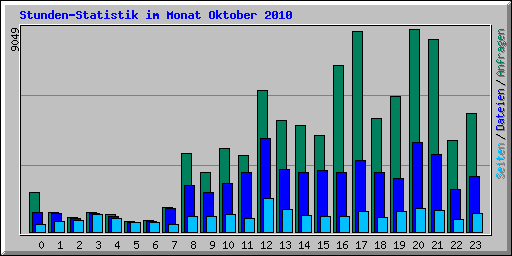 Stunden-Statistik im Monat Oktober 2010
9049
Seiten / Dateien / Anfragen
0 1 2 3 4 5 6 7 8 9 10 11 12 13 14 15 16 17 18 19 20 21 22 23